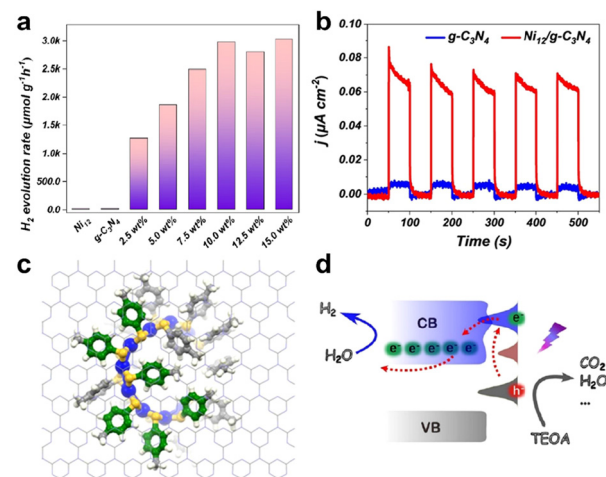 a
H₂ evolution rate (μmol g⁻¹h⁻¹)
3.0k
2.5k
2.0k
1.5k
1.0k
500.0
0.0
Ni₁₂
g-C₃N₄
2.5 wt%
5.0 wt%
7.5 wt%
10.0 wt%
12.5 wt%
15.0 wt%
b
g-C₃N₄
Ni₁₂/g-C₃N₄
j (μA cm⁻²)
0.10
0.08
0.06
0.04
0.02
0.00
0 100 200 300 400 500
Time (s)
c
d
H₂
H₂O
CB
e⁻
e⁻ e⁻ e⁻ e⁻ e⁻
h⁺
VB
TEOA
CO₂
H₂O
...